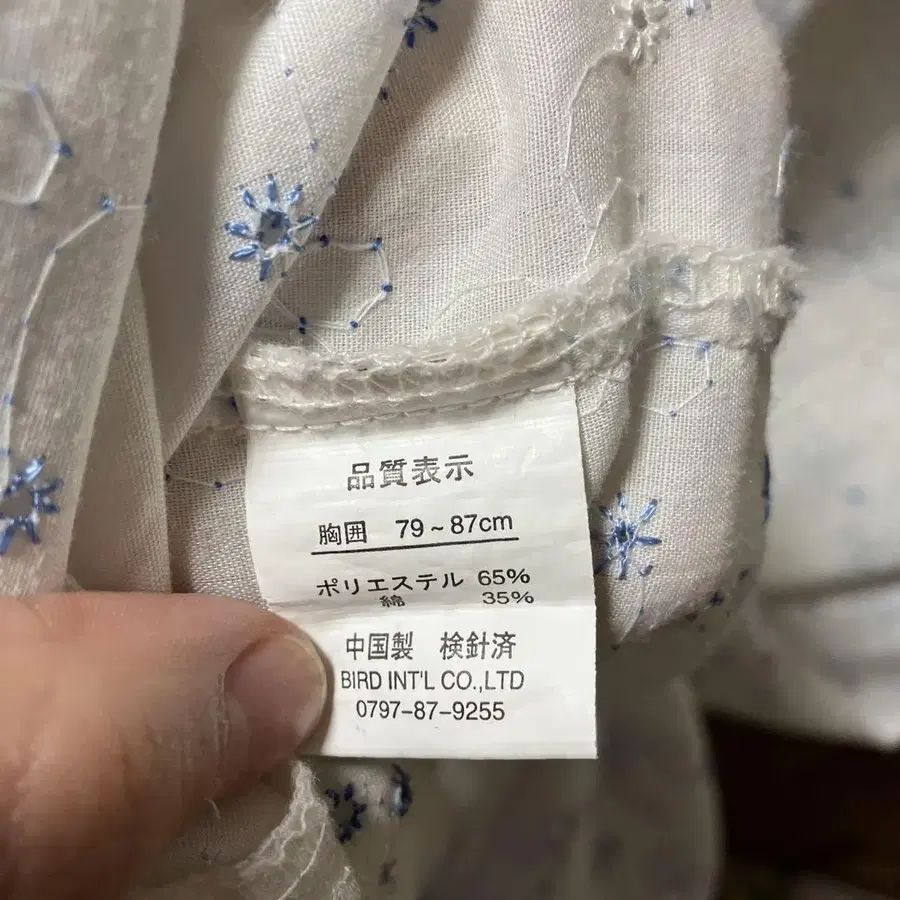 品質表示
胸囲 79~87cm
ポリエステル 65%
綿 35%
中国製 検針済
BIRD INT'L CO.,LTD
0797-87-9255